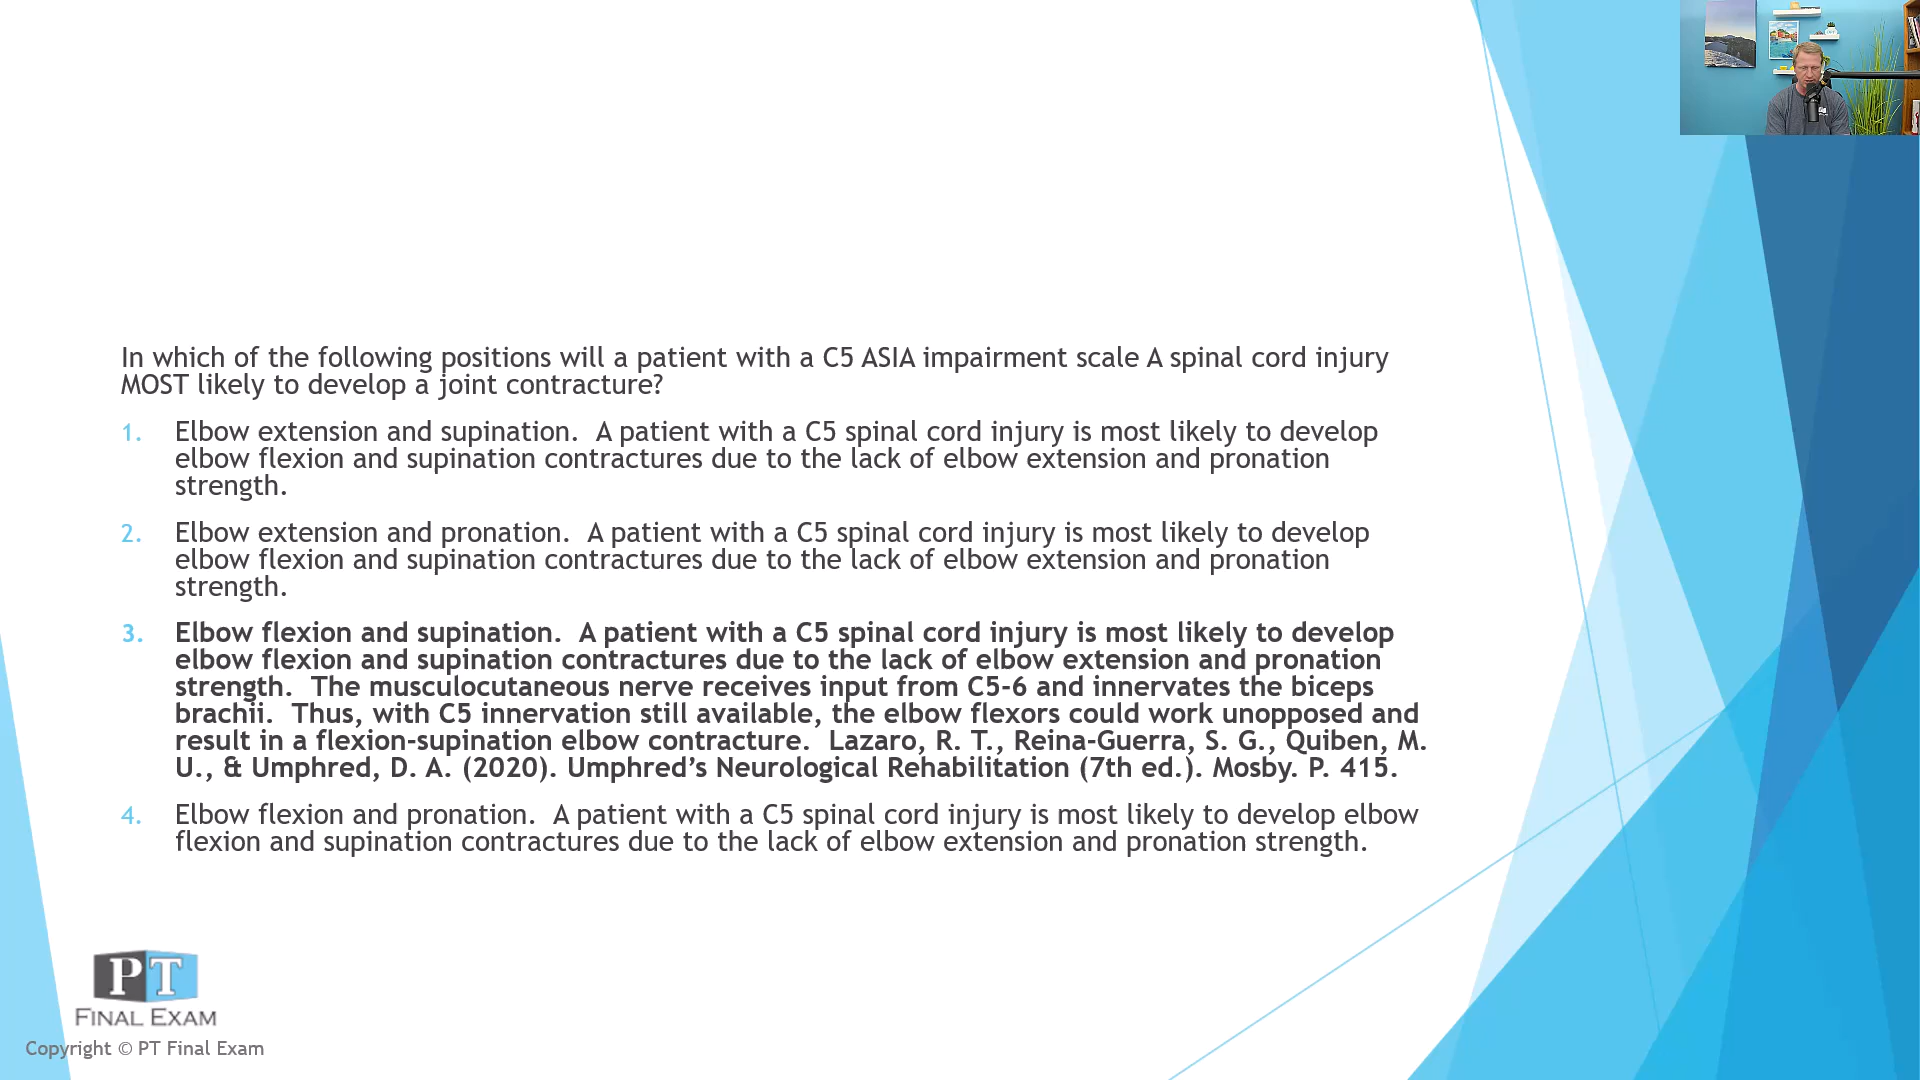 In which of the following positions will a patient with a C5 ASIA impairment scale A spinal cord injury
MOST likely to develop a joint contracture?
1. Elbow extension and supination.  A patient with a C5 spinal cord injury is most likely to develop
elbow flexion and supination contractures due to the lack of elbow extension and pronation
strength.
2. Elbow extension and pronation.  A patient with a C5 spinal cord injury is most likely to develop
elbow flexion and supination contractures due to the lack of elbow extension and pronation
strength.
3. Elbow flexion and supination.  A patient with a C5 spinal cord injury is most likely to develop
elbow flexion and supination contractures due to the lack of elbow extension and pronation
strength.  The musculocutaneous nerve receives input from C5-6 and innervates the biceps
brachii.  Thus, with C5 innervation still available, the elbow flexors could work unopposed and
result in a flexion-supination elbow contracture.  Lazaro, R. T., Reina-Guerra, S. G., Quiben, M.
U., & Umphred, D. A. (2020). Umphred’s Neurological Rehabilitation (7th ed.). Mosby. P. 415.
4. Elbow flexion and pronation.  A patient with a C5 spinal cord injury is most likely to develop elbow
flexion and supination contractures due to the lack of elbow extension and pronation strength.
PT
FINAL EXAM
Copyright © PT Final Exam